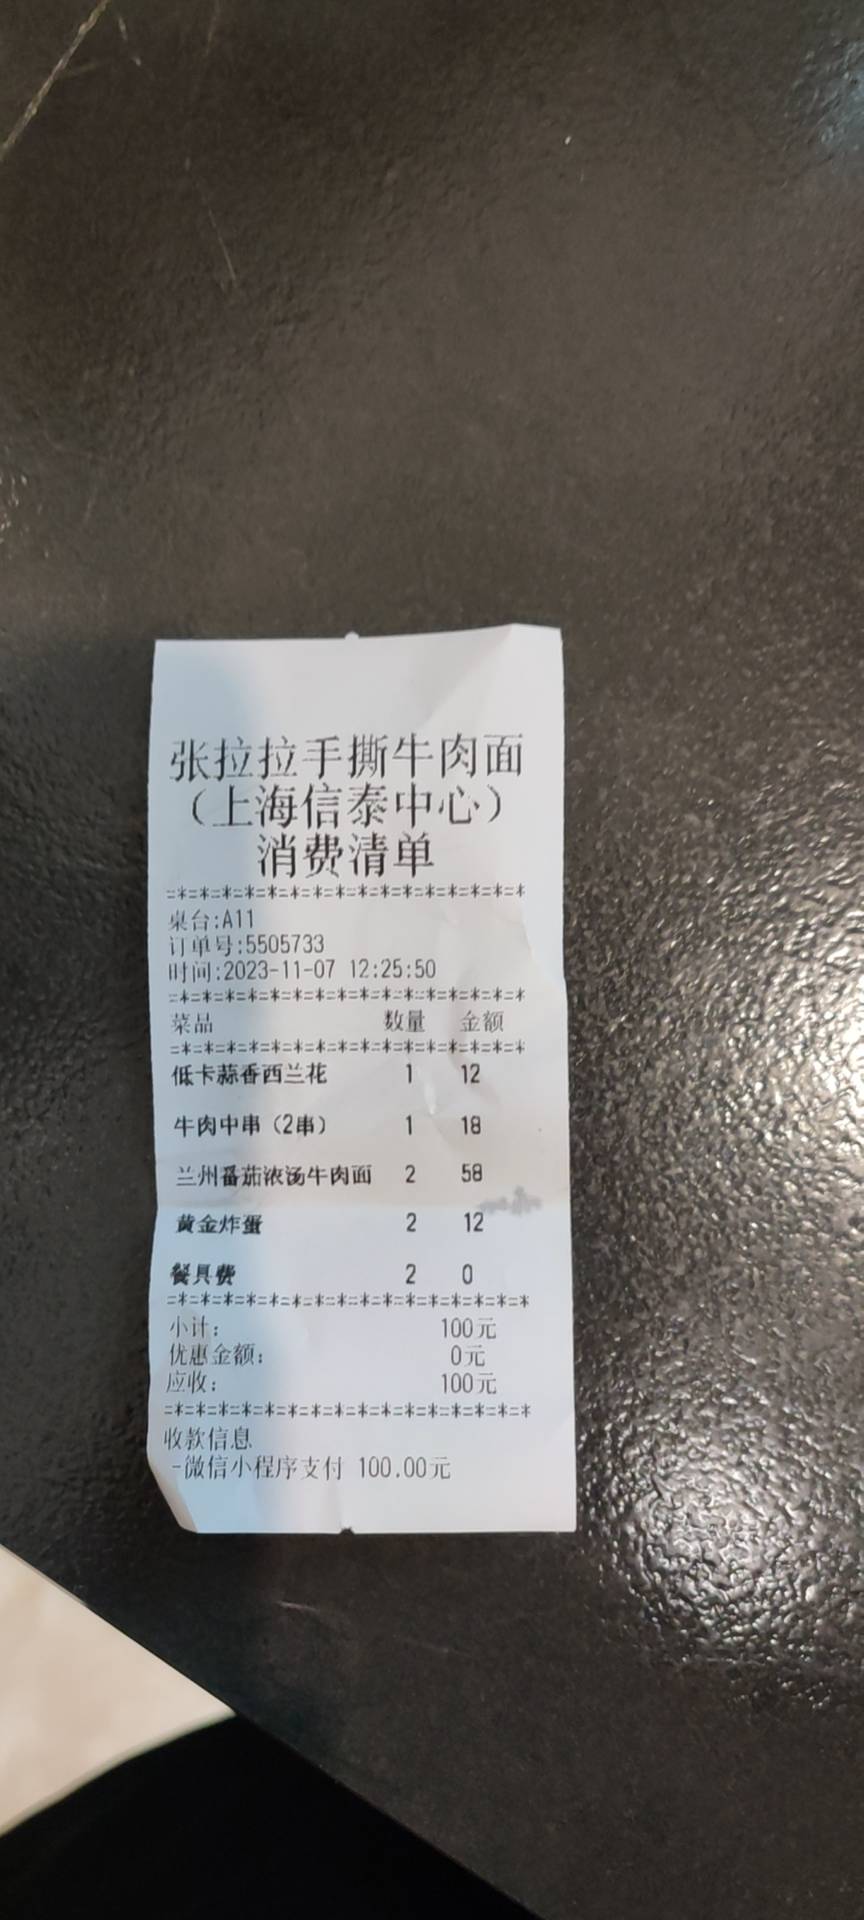 张拉拉手撕牛肉面
（上海信泰中心）
消费清单
=*=*=*=*=*=*=*=*=*=*=*=*=*=*=*=*
桌台:A11
订单号:5505733
时间:2023-11-07 12:25:50
=*=*=*=*=*=*=*=*=*=*=*=*=*=*=*=*
菜品 数量 金额
=*=*=*=*=*=*=*=*=*=*=*=*=*=*=*=*
低卡蒜香西兰花 1 12
牛肉中串（2串） 1 18
兰州番茄浓汤牛肉面 2 58
黄金炸蛋 2 12
餐具费 2 0
=*=*=*=*=*=*=*=*=*=*=*=*=*=*=*=*
小计: 100元
优惠金额: 0元
应收: 100元
=*=*=*=*=*=*=*=*=*=*=*=*=*=*=*=*
收款信息
-微信小程序支付 100.00元